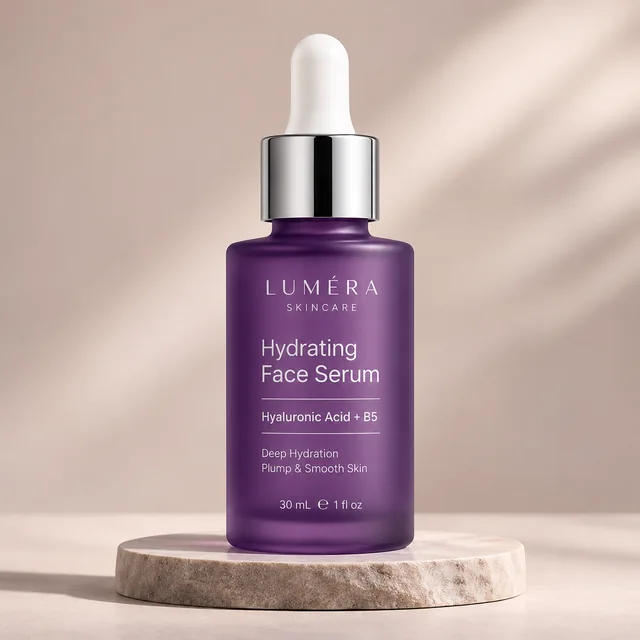 LUMÉRA
SKINCARE
Hydrating
Face Serum
Hyaluronic Acid + B5
Deep Hydration
Plump & Smooth Skin
30 mL ℮ 1 fl oz